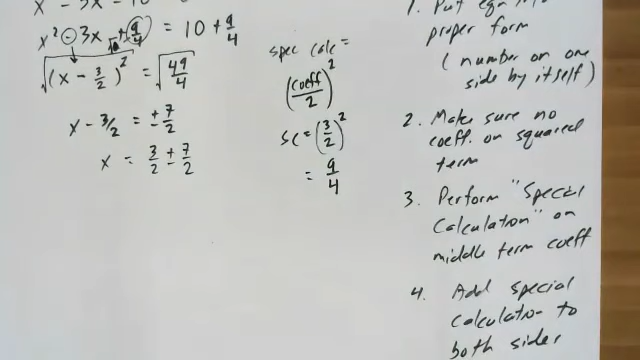 x² - 3x + 9/4 = 10 + 9/4
√(x - 3/2)² = √49/4
x - 3/2 = ± 7/2
x = 3/2 ± 7/2
spec calc =
(coeff/2)²
sc = (3/2)²
= 9/4
1. Put eqn into
proper form
(number on one
side by itself)
2. Make sure no
coeff. on squared
term
3. Perform "Special
Calculation" on
middle term coeff
4. Add special
calculation to
both sides